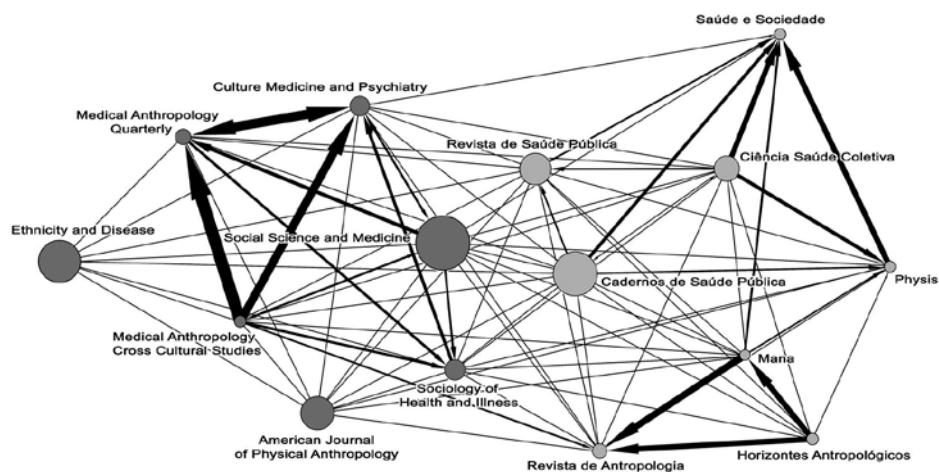 Saúde e Sociedade
Culture Medicine and Psychiatry
Medical Anthropology
Quarterly
Revista de Saúde Pública
Ciência Saúde Coletiva
Ethnicity and Disease
Social Science and Medicine
Cadernos de Saúde Pública
Physis
Medical Anthropology
Cross Cultural Studies
Mana
Sociology of
Health and Illness
American Journal
of Physical Anthropology
Revista de Antropologia
Horizontes Antropológicos